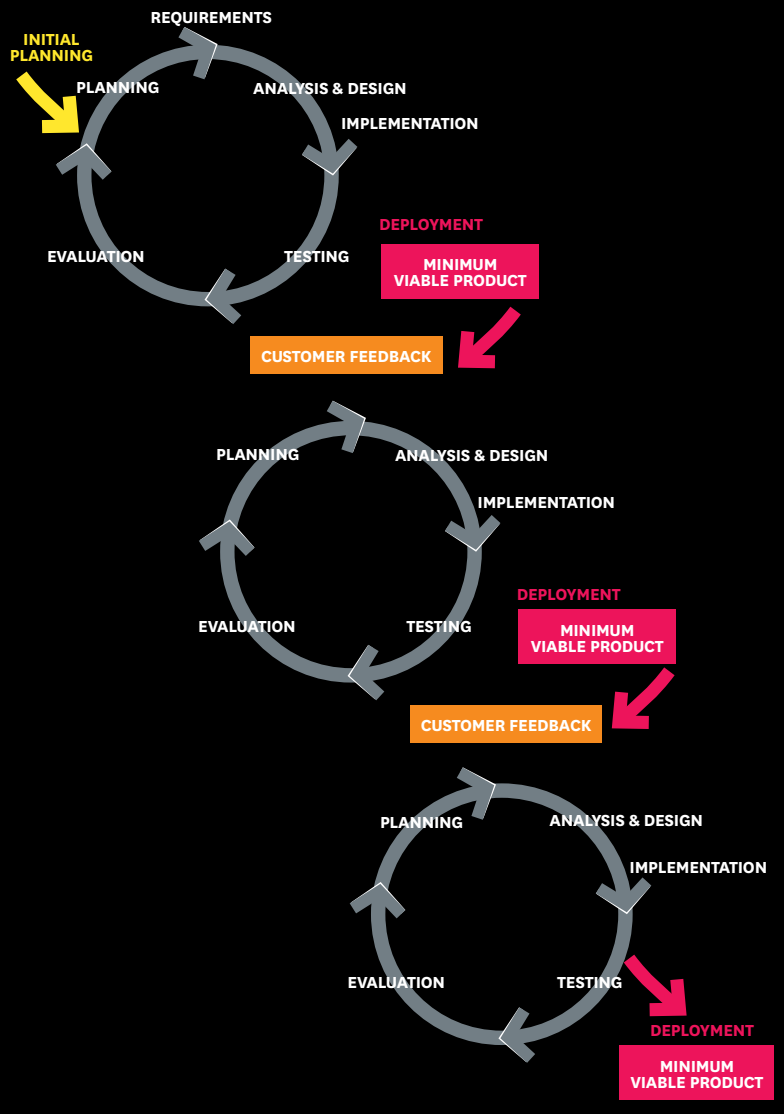 REQUIREMENTS
INITIAL
PLANNING
PLANNING
ANALYSIS & DESIGN
IMPLEMENTATION
DEPLOYMENT
MINIMUM
VIABLE PRODUCT
EVALUATION
TESTING
CUSTOMER FEEDBACK
PLANNING
ANALYSIS & DESIGN
IMPLEMENTATION
DEPLOYMENT
MINIMUM
VIABLE PRODUCT
EVALUATION
TESTING
CUSTOMER FEEDBACK
PLANNING
ANALYSIS & DESIGN
IMPLEMENTATION
EVALUATION
TESTING
DEPLOYMENT
MINIMUM
VIABLE PRODUCT